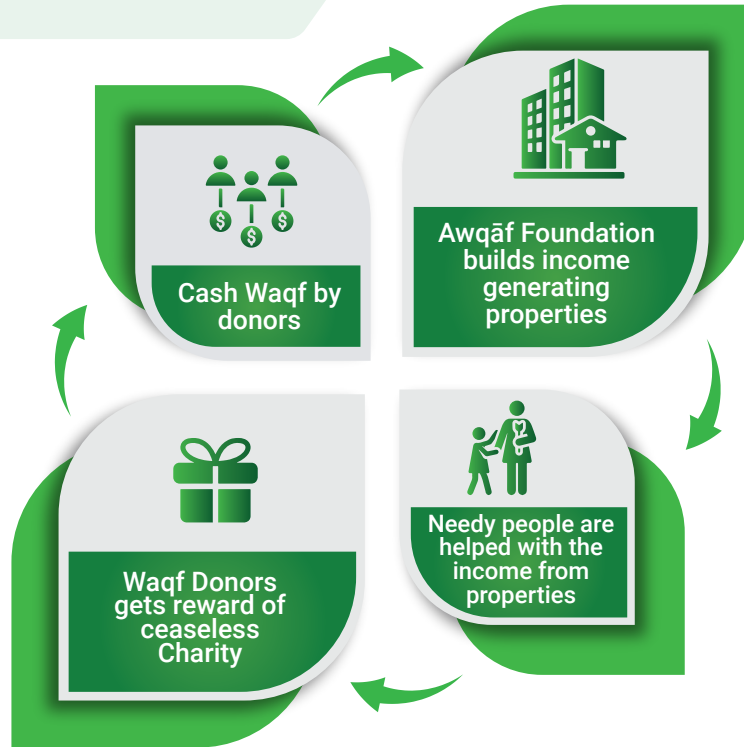 Cash Waqf by
donors
Awqāf Foundation
builds income
generating
properties
Needy people are
helped with the
income from
properties
Waqf Donors
gets reward of
ceaseless
Charity
$
$
$